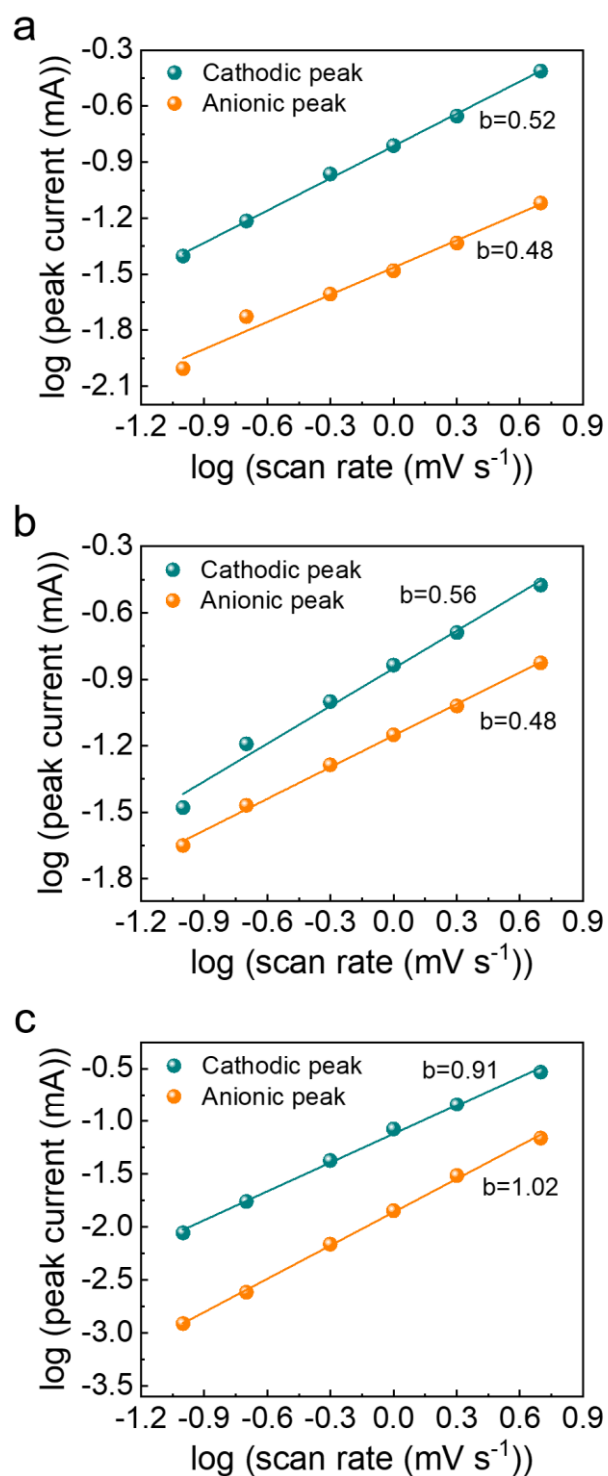 a
-0.3
-0.6
-0.9
-1.2
-1.5
-1.8
-2.1
log (peak current (mA))
Cathodic peak
Anionic peak
b=0.52
b=0.48
-1.2 -0.9 -0.6 -0.3 0.0 0.3 0.6 0.9
log (scan rate (mV s⁻¹))
b
-0.3
-0.6
-0.9
-1.2
-1.5
-1.8
log (peak current (mA))
Cathodic peak
Anionic peak
b=0.56
b=0.48
-1.2 -0.9 -0.6 -0.3 0.0 0.3 0.6 0.9
log (scan rate (mV s⁻¹))
c
-0.5
-1.0
-1.5
-2.0
-2.5
-3.0
-3.5
log (peak current (mA))
Cathodic peak
Anionic peak
b=0.91
b=1.02
-1.2 -0.9 -0.6 -0.3 0.0 0.3 0.6 0.9
log (scan rate (mV s⁻¹))